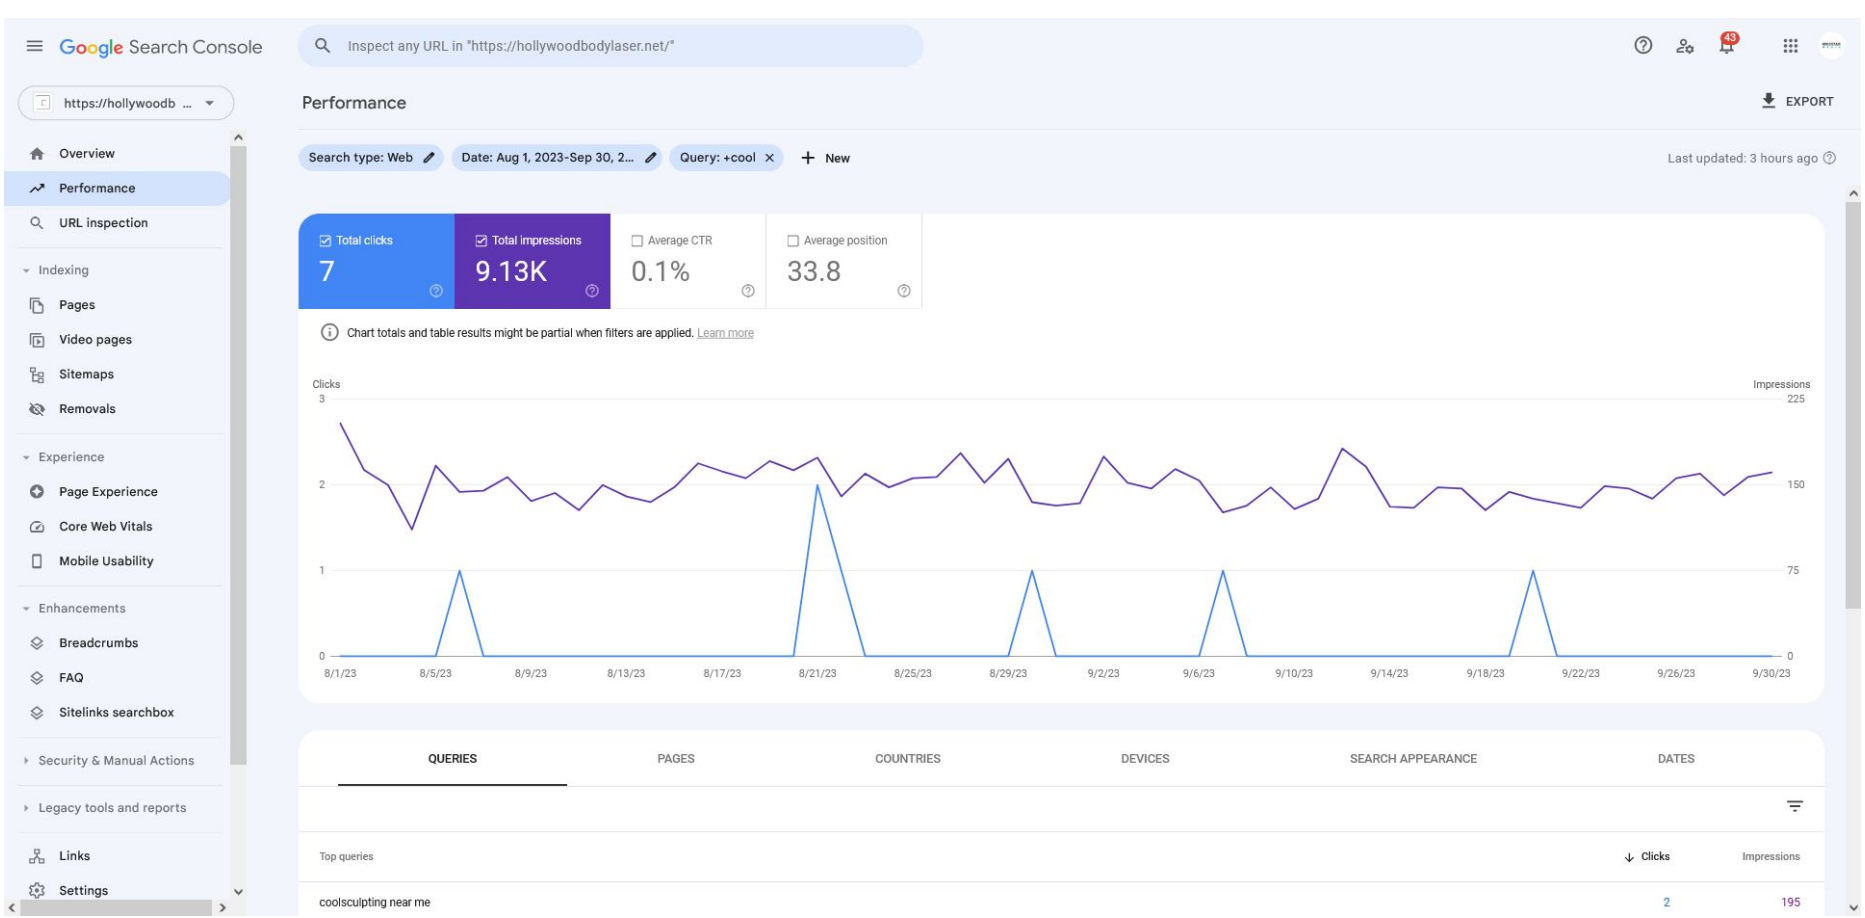 Google Search Console
Inspect any URL in "https://hollywoodbodylaser.net/"
43
https://hollywoodb ...
Performance
EXPORT
Overview
Performance
URL inspection
Search type: Web
Date: Aug 1, 2023-Sep 30, 2...
Query: +cool
New
Last updated: 3 hours ago
Indexing
Pages
Video pages
Sitemaps
Removals
Experience
Page Experience
Core Web Vitals
Mobile Usability
Enhancements
Breadcrumbs
FAQ
Sitelinks searchbox
Security & Manual Actions
Legacy tools and reports
Links
Settings
Total clicks
7
Total impressions
9.13K
Average CTR
0.1%
Average position
33.8
Chart totals and table results might be partial when filters are applied. Learn more
Clicks
Impressions
3
225
2
150
1
75
0
0
8/1/23 8/5/23 8/9/23 8/13/23 8/17/23 8/21/23 8/25/23 8/29/23 9/2/23 9/6/23 9/10/23 9/14/23 9/18/23 9/22/23 9/26/23 9/30/23
QUERIES PAGES COUNTRIES DEVICES SEARCH APPEARANCE DATES
Top queries Clicks Impressions
coolsculpting near me 2 195